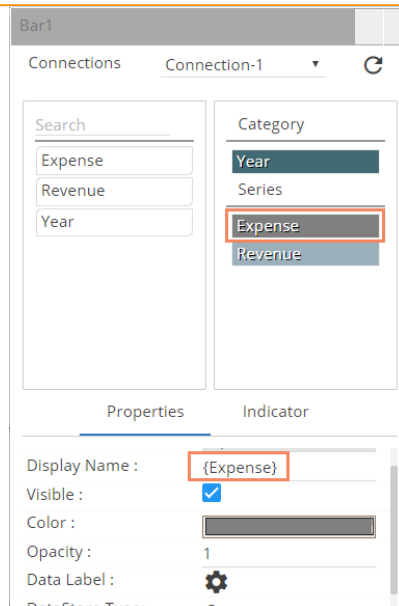 Bar1
Connections Connection-1
Search
Expense
Revenue
Year
Category
Year
Series
Expense
Revenue
Properties Indicator
Display Name : {Expense}
Visible :
Color :
Opacity : 1
Data Label :